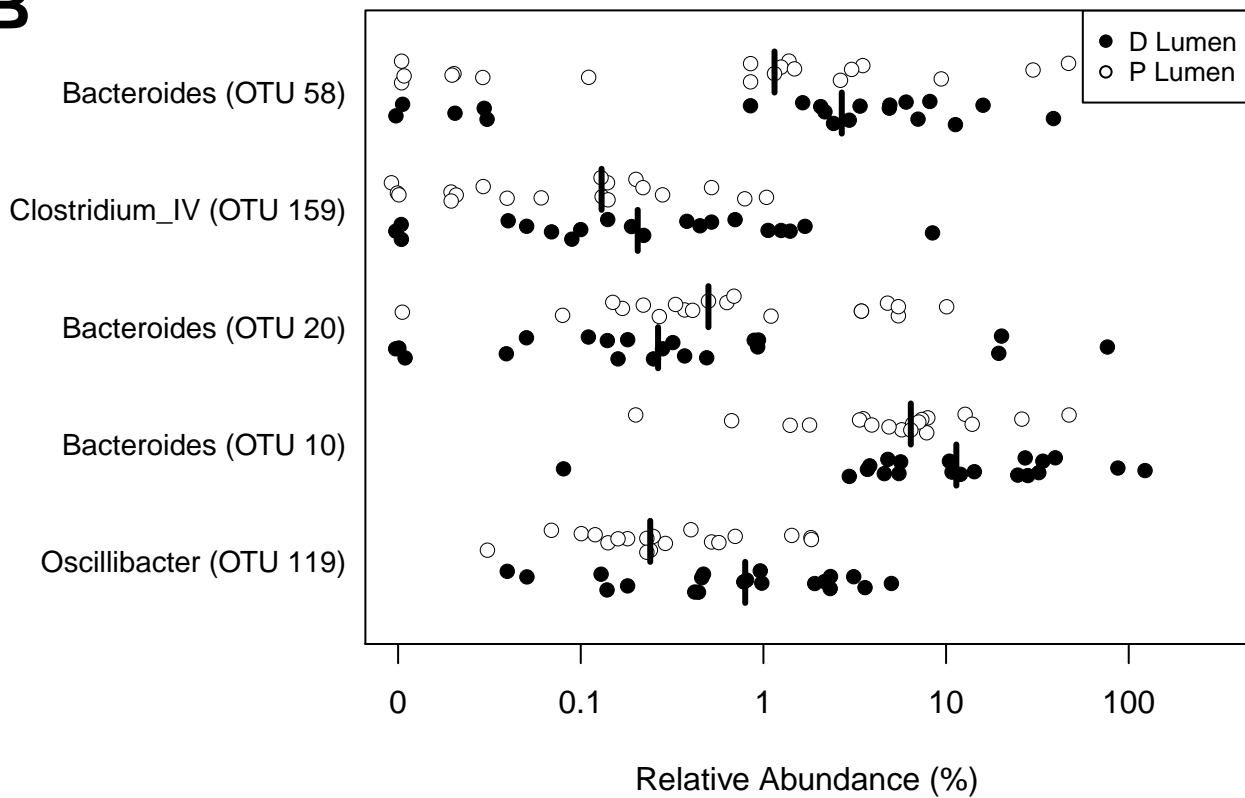 B
D Lumen
P Lumen
Bacteroides (OTU 58)
Clostridium_IV (OTU 159)
Bacteroides (OTU 20)
Bacteroides (OTU 10)
Oscillibacter (OTU 119)
0 0.1 1 10 100
Relative Abundance (%)